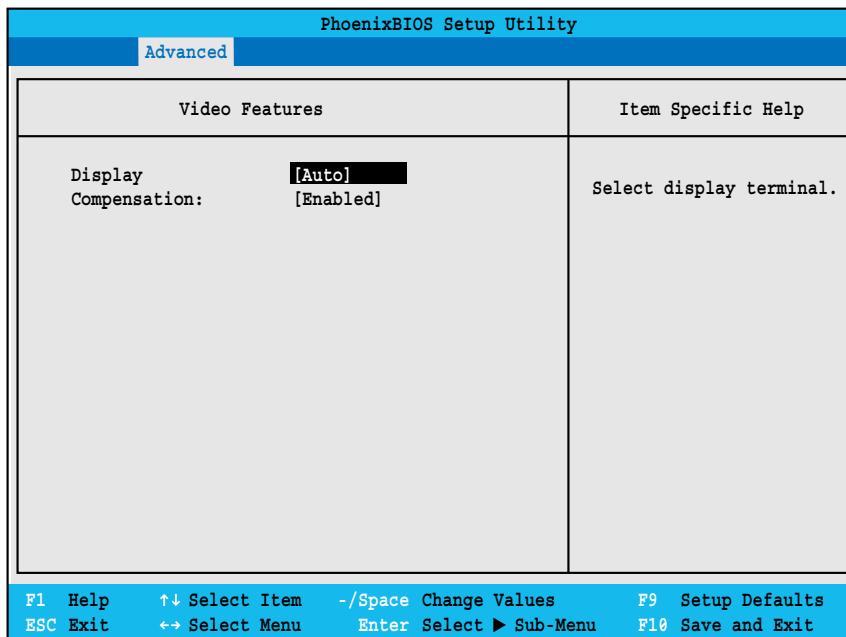 PhoenixBIOS Setup Utility
Advanced
Video Features
Item Specific Help
Display [Auto]
Compensation: [Enabled]
Select display terminal.
F1 Help ↑↓ Select Item -/Space Change Values F9 Setup Defaults
ESC Exit ←→ Select Menu Enter Select ▶ Sub-Menu F10 Save and Exit